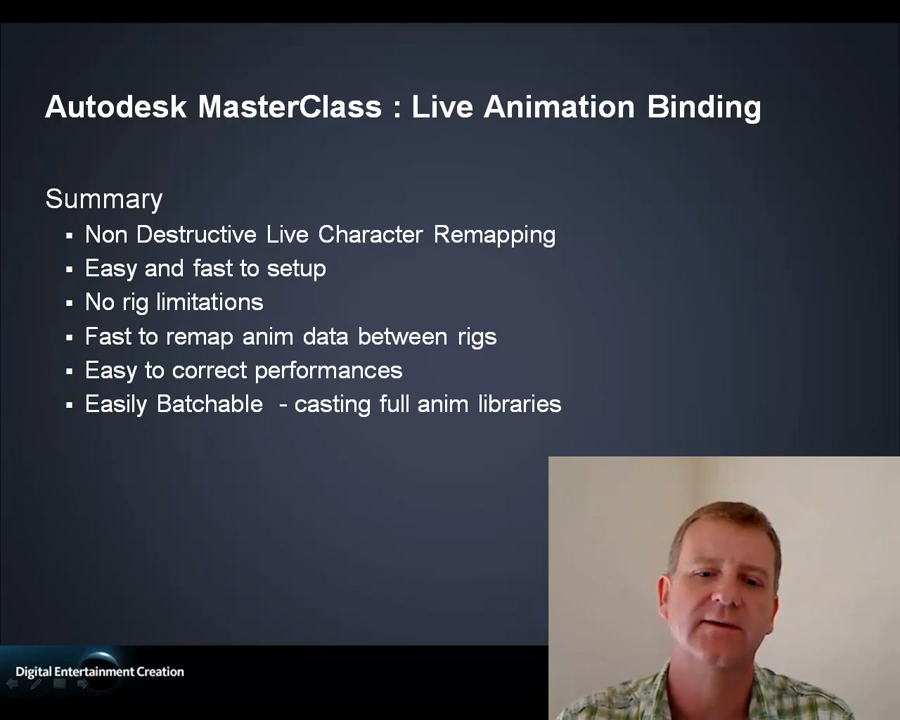 Autodesk MasterClass : Live Animation Binding
Summary
▪ Non Destructive Live Character Remapping
▪ Easy and fast to setup
▪ No rig limitations
▪ Fast to remap anim data between rigs
▪ Easy to correct performances
▪ Easily Batchable - casting full anim libraries
Digital Entertainment Creation